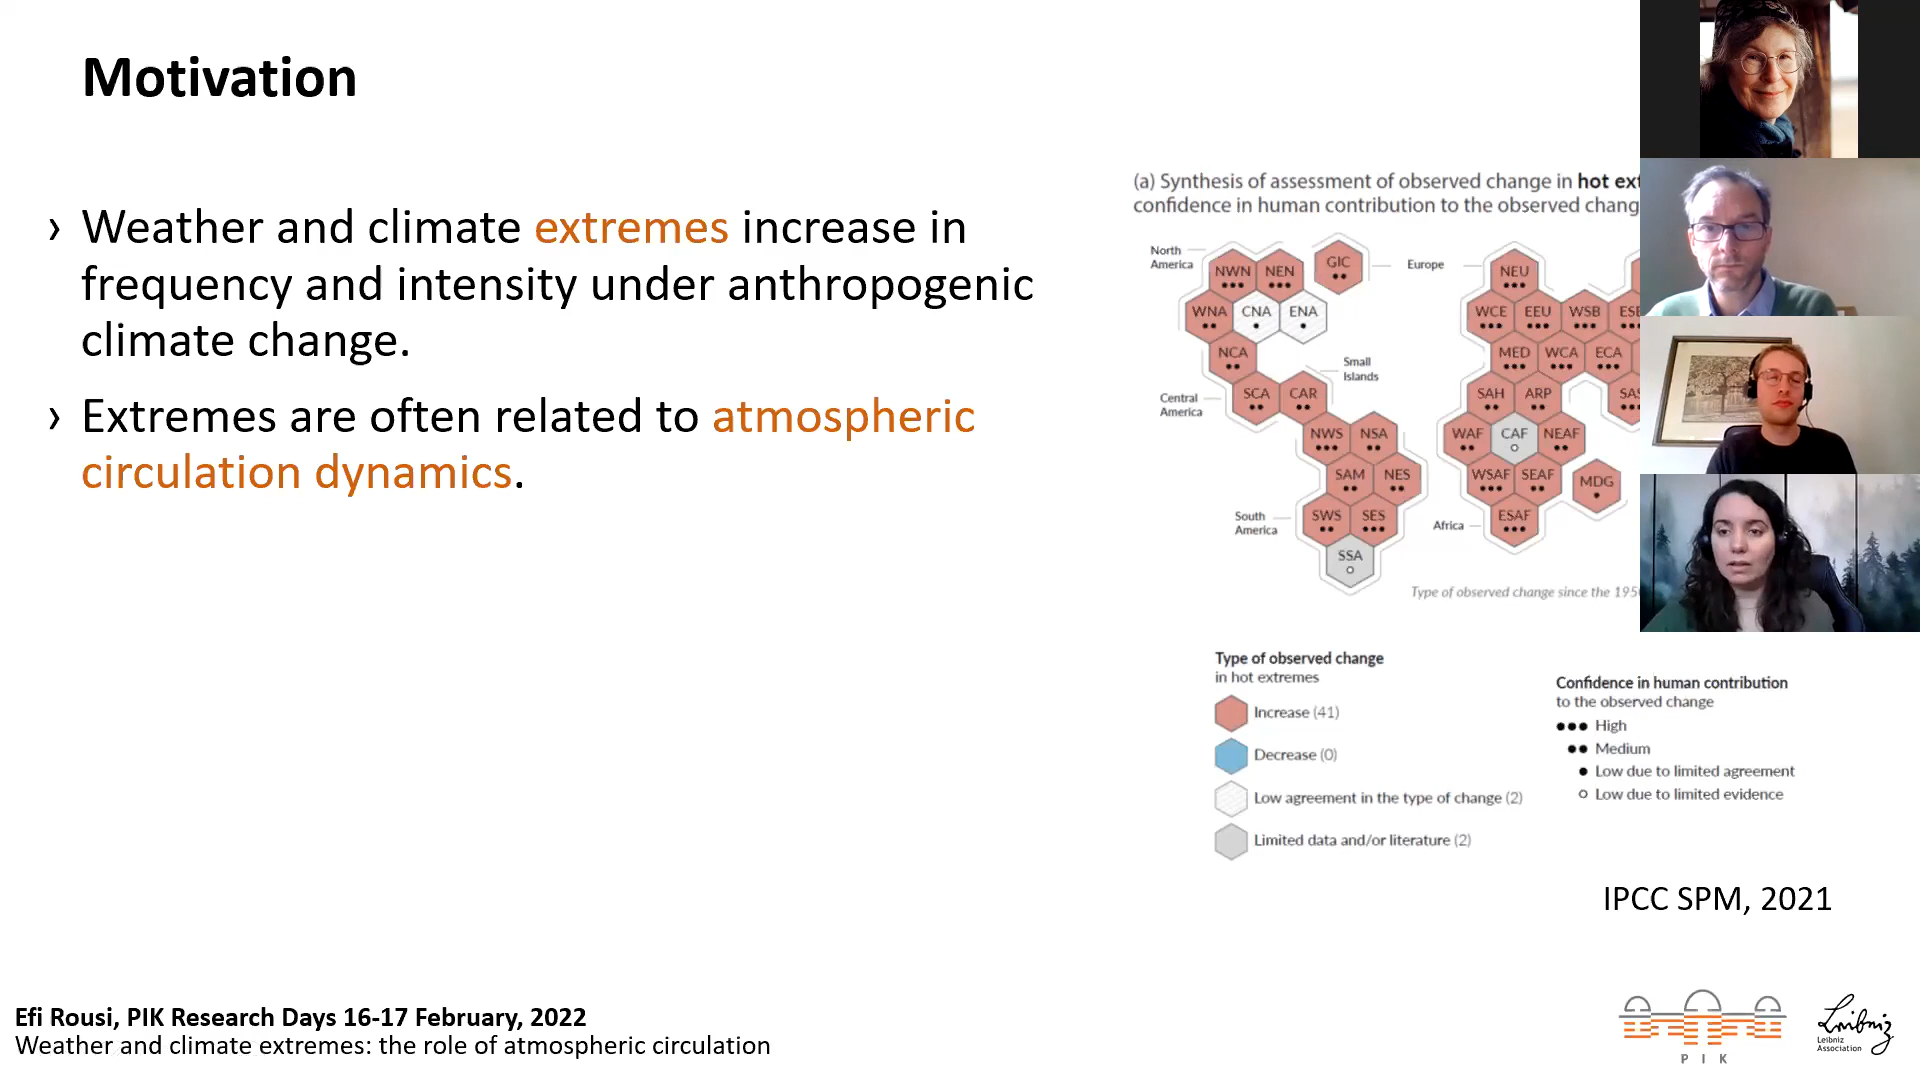 Motivation
› Weather and climate extremes increase in
frequency and intensity under anthropogenic
climate change.
› Extremes are often related to atmospheric
circulation dynamics.
(a) Synthesis of assessment of observed change in hot ext
confidence in human contribution to the observed chang
North
America
NWN
NEN
GIC
Europe
NEU
WNA
CNA
ENA
WCE
EEU
WSB
ESB
NCA
MED
WCA
ECA
Small
Islands
Central
America
SCA
CAR
SAH
ARP
SAS
NWS
NSA
WAF
CAF
NEAF
SAM
NES
WSAF
SEAF
MDG
South
America
SWS
SES
Africa
ESAF
SSA
Type of observed change since the 195
Type of observed change
in hot extremes
Increase (41)
Decrease (0)
Low agreement in the type of change (2)
Limited data and/or literature (2)
Confidence in human contribution
to the observed change
●●● High
●● Medium
● Low due to limited agreement
○ Low due to limited evidence
IPCC SPM, 2021
Efi Rousi, PIK Research Days 16-17 February, 2022
Weather and climate extremes: the role of atmospheric circulation
P I K
Leibniz
Leibniz
Association